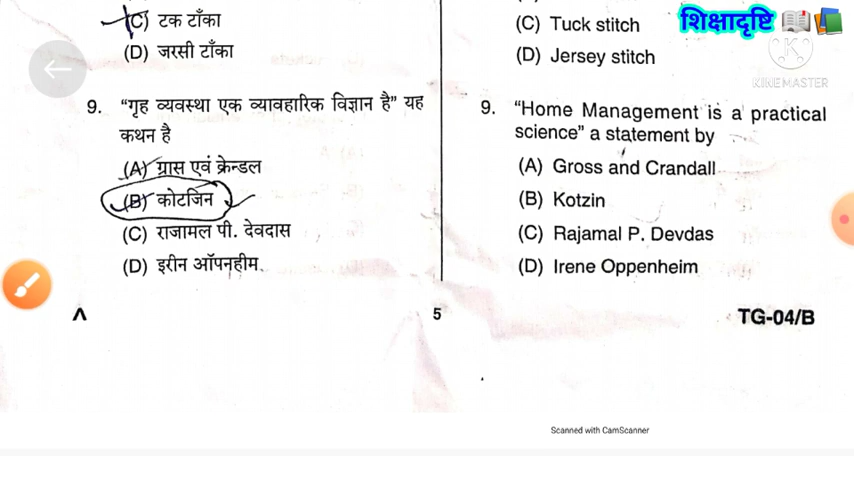 (C) टक टाँका
(D) जरसी टाँका
9. "गृह व्यवस्था एक व्यावहारिक विज्ञान है" यह
कथन है
(A) ग्रास एवं क्रेन्डल
(B) कोटजिन
(C) राजामल पी. देवदास
(D) इरीन ऑपनहीम
(C) Tuck stitch
(D) Jersey stitch
9. "Home Management is a practical
science" a statement by
(A) Gross and Crandall
(B) Kotzin
(C) Rajamal P. Devdas
(D) Irene Oppenheim
5
TG-04/B
Scanned with CamScanner
शिक्षादृष्टि
K
KINEMASTER